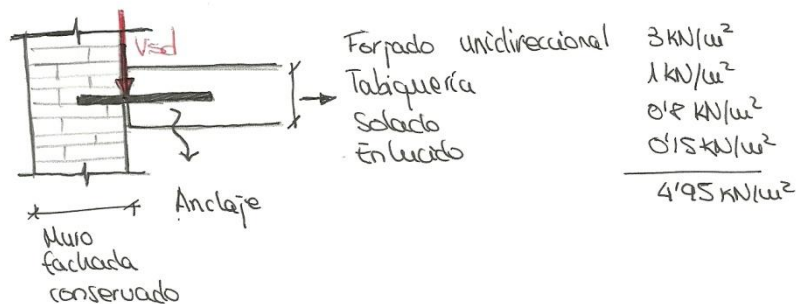 Vsd
Forjado unidireccional 3 kN/m²
Tabiquería 1 kN/m²
Solado 0'8 kN/m²
Enlucido 0'15 kN/m²
4'95 kN/m²
Anclaje
Muro
fachada
conservado